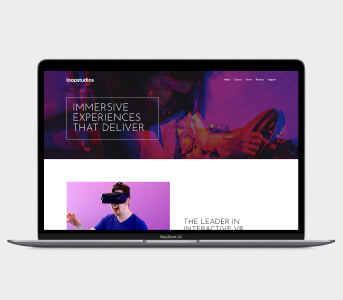 loopstudios
About Careers Events Products Support
IMMERSIVE
EXPERIENCES
THAT DELIVER
THE LEADER IN
INTERACTIVE VR
MacBook Air